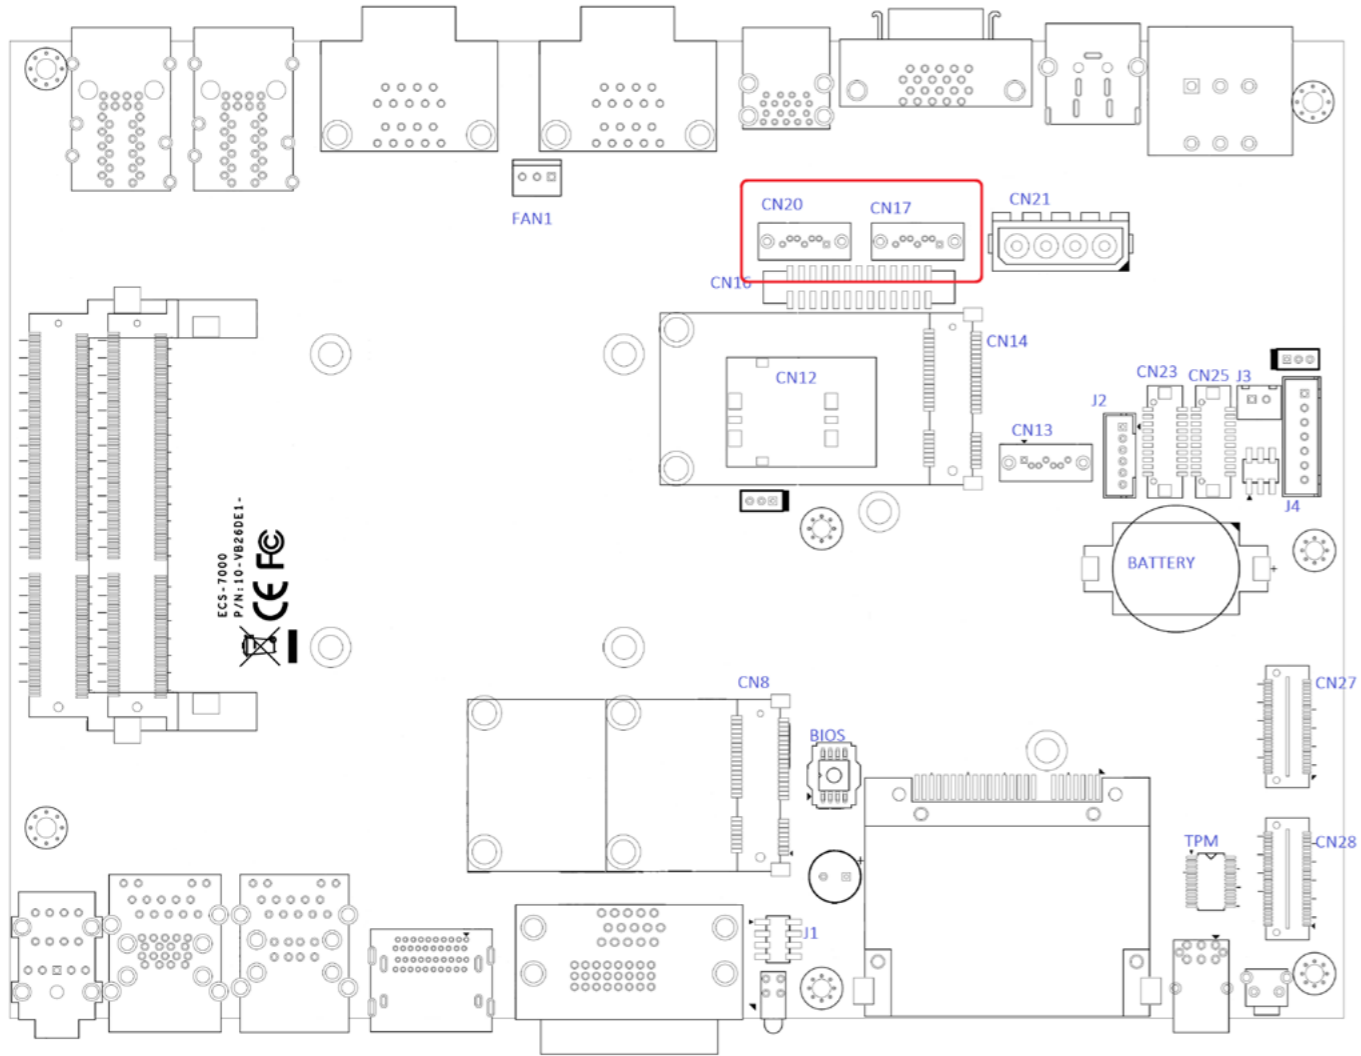 CN20
CN17
CN21
FAN1
CN16
CN14
CN12
CN23
CN25
J3
J2
CN13
J4
ECS-7000
P/N:10-VB26DE1-
CE FC
BATTERY
+
CN8
CN27
BIOS
TPM
CN28
+
J1